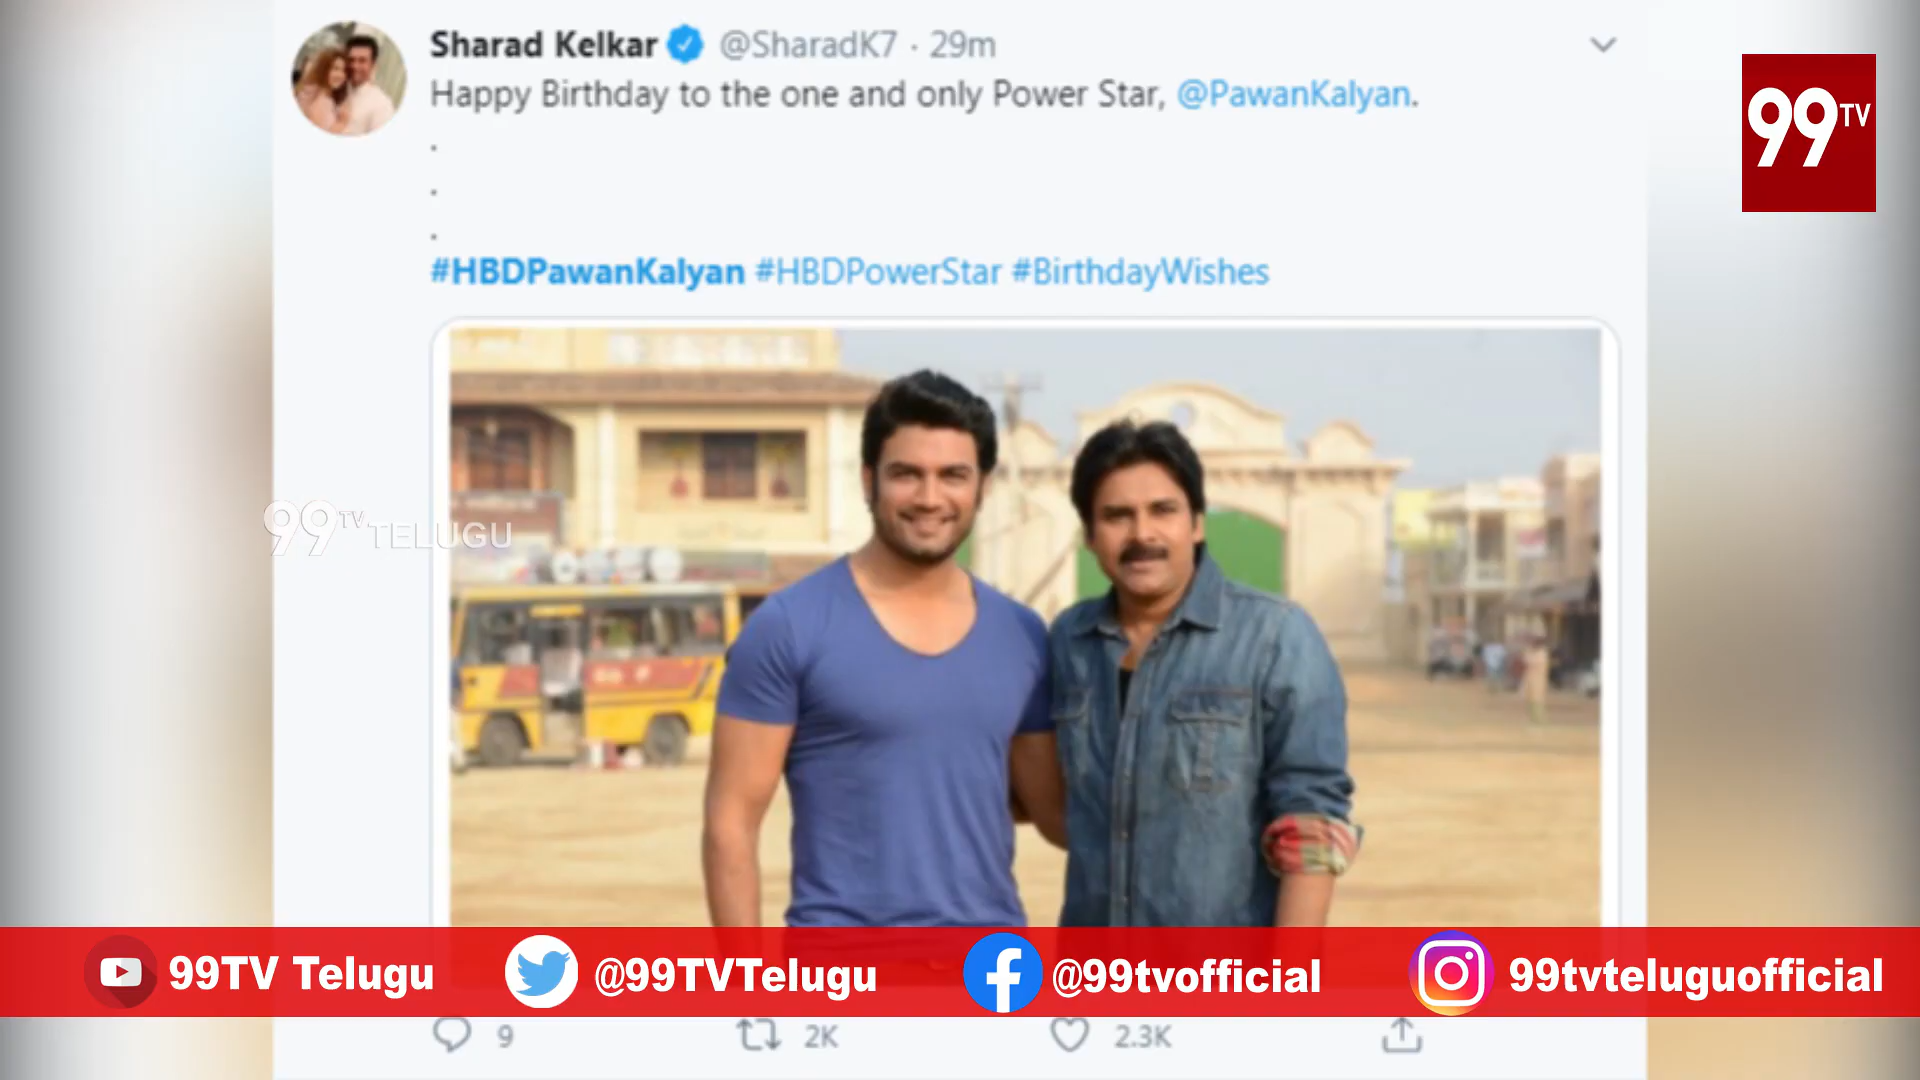 Sharad Kelkar @SharadK7 · 29m
Happy Birthday to the one and only Power Star, @PawanKalyan.
.
.
.
#HBDPawanKalyan #HBDPowerStar #BirthdayWishes
99TV
99TV TELUGU
99TV Telugu @99TVTelugu @99tvofficial 99tvteluguofficial
9 2K 2.3K